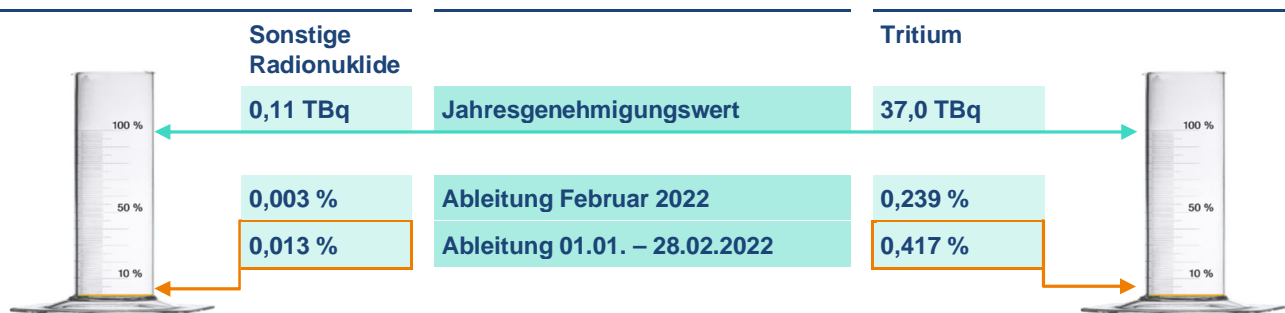 Sonstige
Radionuklide
Tritium
0,11 TBq
Jahresgenehmigungswert
37,0 TBq
100 %
100 %
0,003 %
Ableitung Februar 2022
0,239 %
50 %
50 %
0,013 %
Ableitung 01.01. – 28.02.2022
0,417 %
10 %
10 %